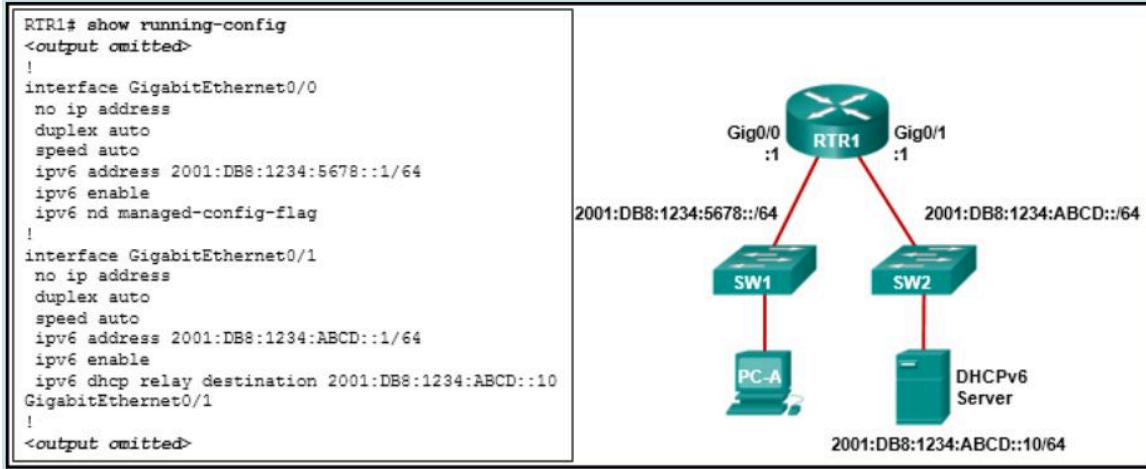 RTR1# show running-config
<output omitted>
!
interface GigabitEthernet0/0
no ip address
duplex auto
speed auto
ipv6 address 2001:DB8:1234:5678::1/64
ipv6 enable
ipv6 nd managed-config-flag
!
interface GigabitEthernet0/1
no ip address
duplex auto
speed auto
ipv6 address 2001:DB8:1234:ABCD::1/64
ipv6 enable
ipv6 dhcp relay destination 2001:DB8:1234:ABCD::10
GigabitEthernet0/1
!
<output omitted>
Gig0/0
:1
RTR1
Gig0/1
:1
2001:DB8:1234:5678::/64
2001:DB8:1234:ABCD::/64
SW1
SW2
PC-A
DHCPv6
Server
2001:DB8:1234:ABCD::10/64